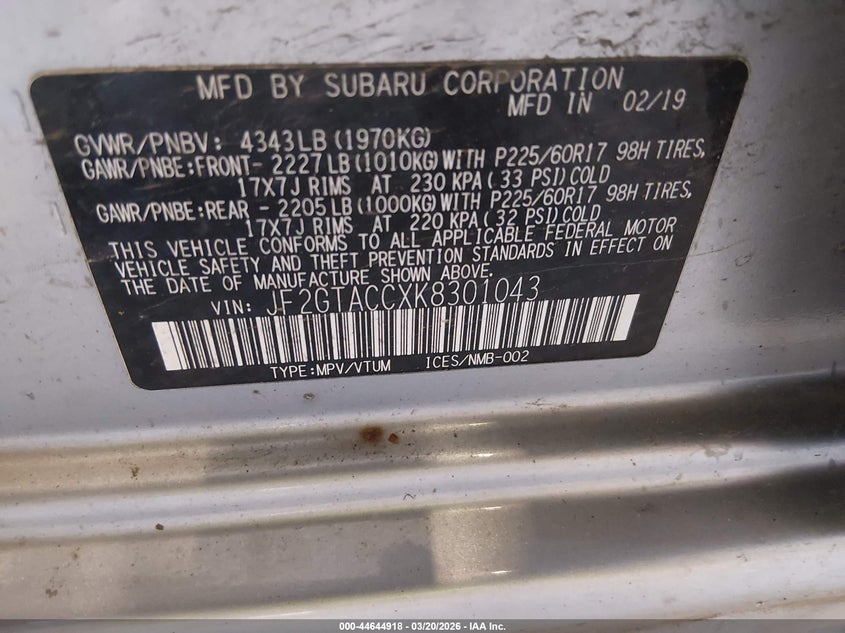 MFD BY SUBARU CORPORATION
MFD IN 02/19
GVWR/PNBV: 4343LB(1970KG)
GAWR/PNBE:FRONT- 2227LB(1010KG)WITH P225/60R17 98H TIRES,
17X7J RIMS AT 230 KPA(33 PSI)COLD
GAWR/PNBE:REAR - 2205LB(1000KG)WITH P225/60R17 98H TIRES,
17X7J RIMS AT 220 KPA(32 PSI)COLD
THIS VEHICLE CONFORMS TO ALL APPLICABLE FEDERAL MOTOR
VEHICLE SAFETY AND THEFT PREVENTION STANDARDS IN EFFECT ON
THE DATE OF MANUFACTURE SHOWN ABOVE.
VIN: JF2GTACCXK8301043
TYPE:MPV/VTUM ICES/NMB-002
000-44644918 | 03/20/2026 – IAA Inc.